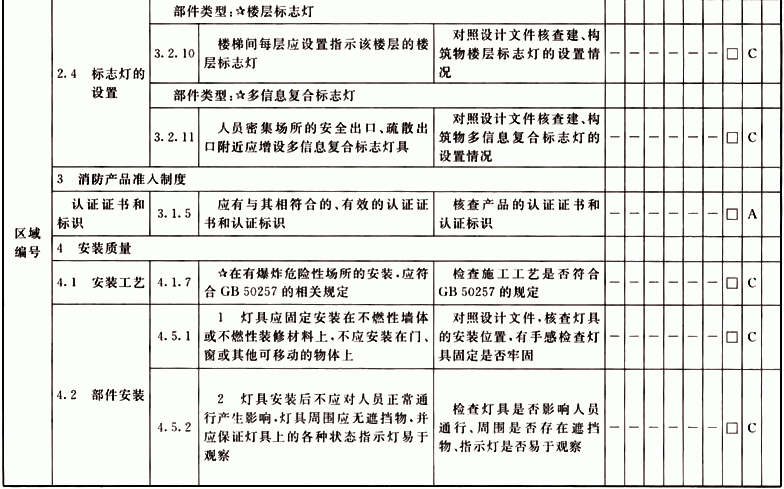 部件类型:☆楼层标志灯
2.4 标志灯的
设置
3.2.10
楼梯间每层应设置指示该楼层的楼
层标志灯
对照设计文件核查建、构
筑物楼层标志灯的设置情
况
— — — — — — □ C
部件类型:☆多信息复合标志灯
3.2.11
人员密集场所的安全出口、疏散出
口附近应增设多信息复合标志灯具
对照设计文件核查建、构
筑物多信息复合标志灯的
设置情况
— — — — — — □ C
区域
编号
3 消防产品准入制度
认证证书和
标识
3.1.5
应有与其相符合的、有效的认证证
书和认证标识
核查产品的认证证书和
认证标识
— — — — — — □ A
4 安装质量
4.1 安装工艺
4.1.7
☆在有爆炸危险性场所的安装,应符
合 GB 50257 的相关规定
检查施工工艺是否符合
GB 50257 的规定
— — — — — — □ C
4.2 部件安装
4.5.1
1 灯具应固定安装在不燃性墙体
或不燃性装修材料上,不应安装在门、
窗或其他可移动的物体上
对照设计文件,核查灯具
的安装位置,有手感检查灯
具固定是否牢固
— — — — — — □ C
4.5.2
2 灯具安装后不应对人员正常通
行产生影响,灯具周围应无遮挡物,并
应保证灯具上的各种状态指示灯易于
观察
检查灯具是否影响人员
通行、周围是否存在遮挡
物、指示灯是否易于观察
— — — — — — □ C